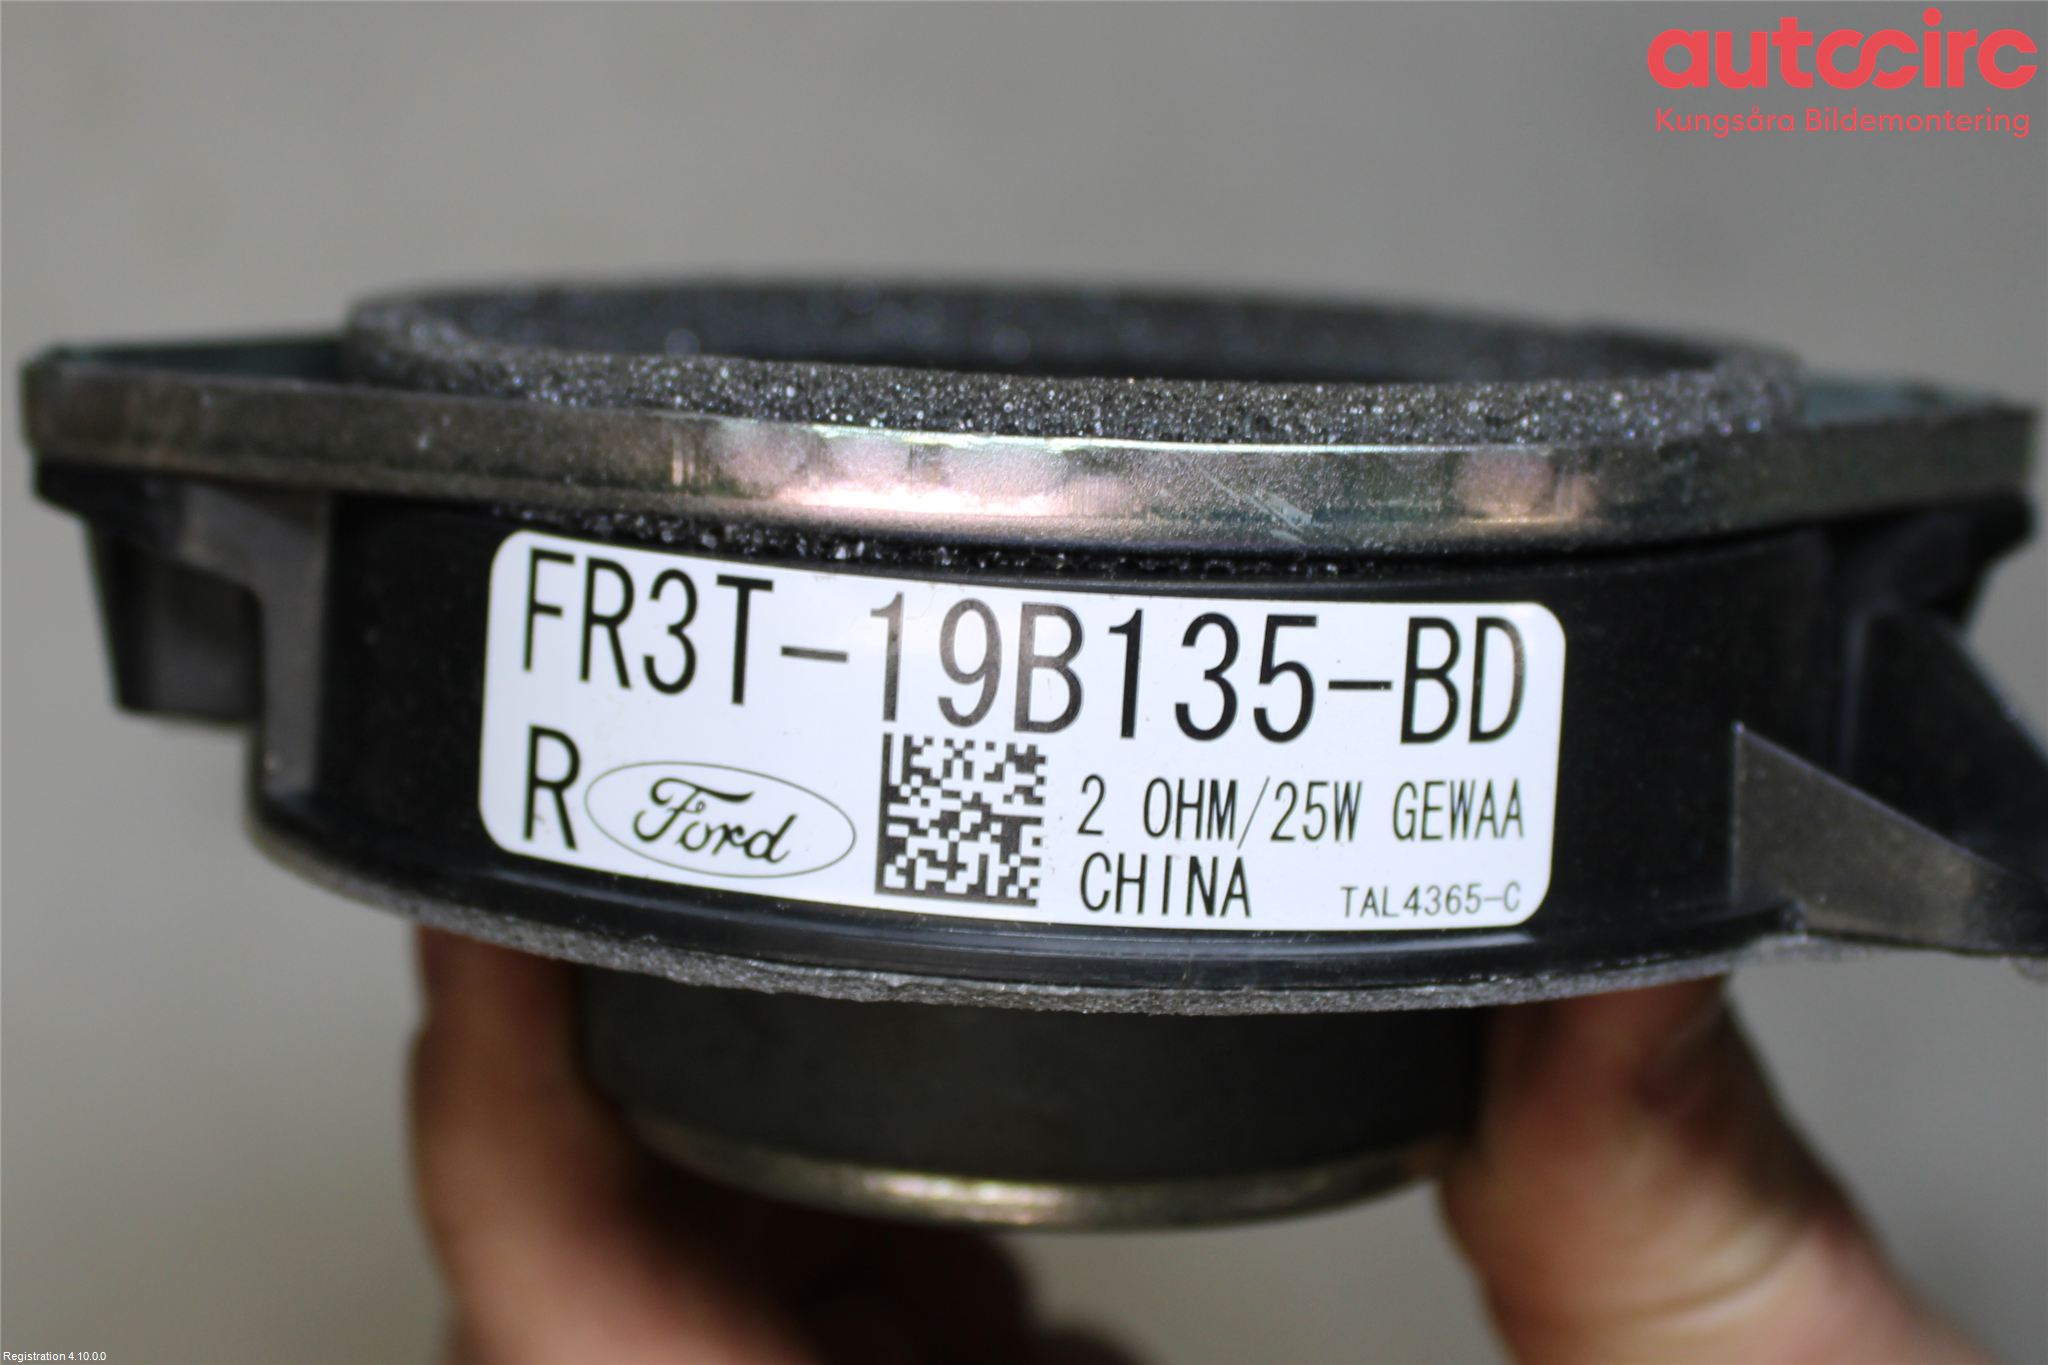 autocirc
Kungsåra Bildemontering
FR3T-19B135-BD
R Ford
2 OHM/25W GEWAA
CHINA TAL4365-C
Registration 4.10.0.0